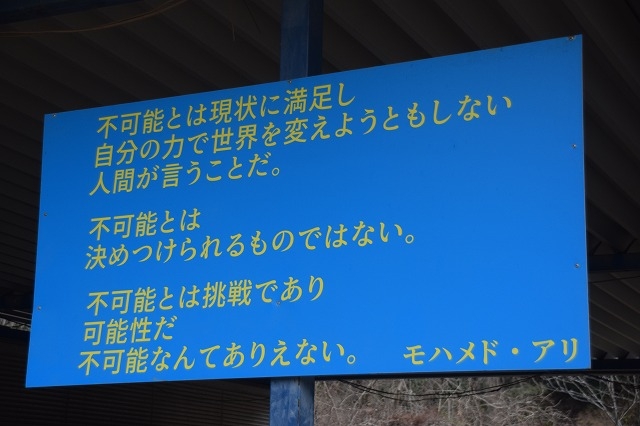 不可能とは現状に満足し
自分の力で世界を変えようともしない
人間が言うことだ。
不可能とは
決めつけられるものではない。
不可能とは挑戦であり
可能性だ
不可能なんてありえない。 モハメド・アリ